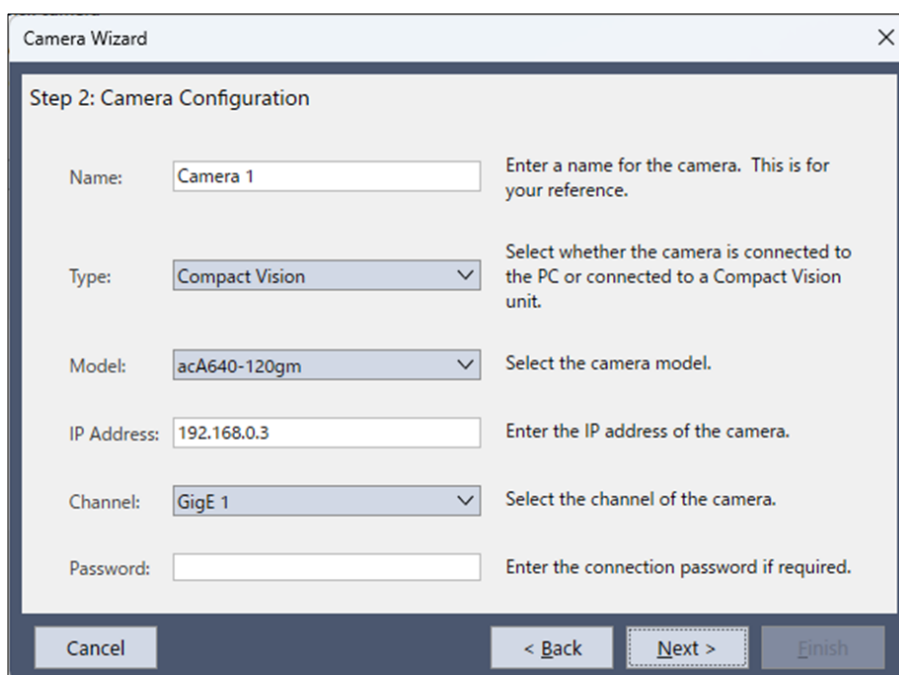 Camera Wizard
Step 2: Camera Configuration
Name: Camera 1 Enter a name for the camera. This is for
your reference.
Type: Compact Vision Select whether the camera is connected to
the PC or connected to a Compact Vision
unit.
Model: acA640-120gm Select the camera model.
IP Address: 192.168.0.3 Enter the IP address of the camera.
Channel: GigE 1 Select the channel of the camera.
Password: Enter the connection password if required.
Cancel < Back Next > Finish